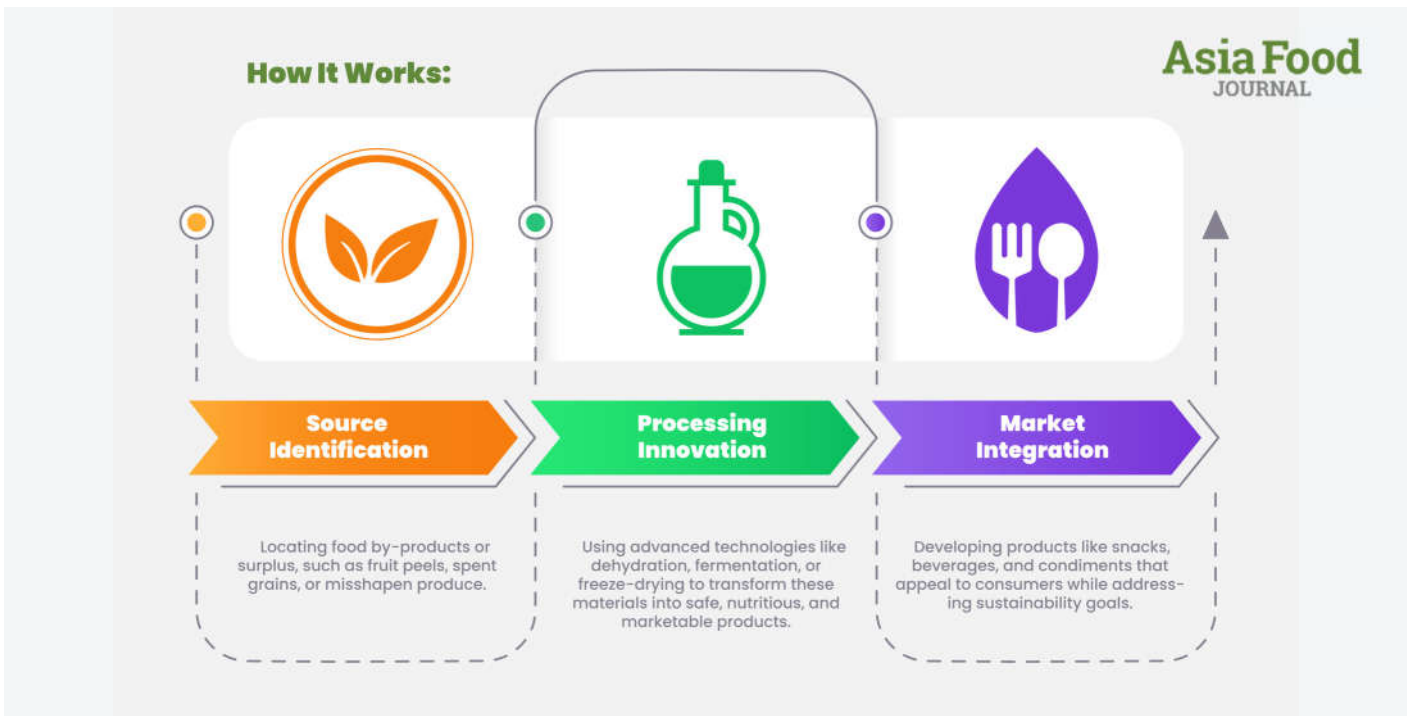 How It Works:
Asia Food
JOURNAL
Source
Identification
Locating food by-products or
surplus, such as fruit peels, spent
grains, or misshapen produce.
Processing
Innovation
Using advanced technologies like
dehydration, fermentation, or
freeze-drying to transform these
materials into safe, nutritious, and
marketable products.
Market
Integration
Developing products like snacks,
beverages, and condiments that
appeal to consumers while address-
ing sustainability goals.